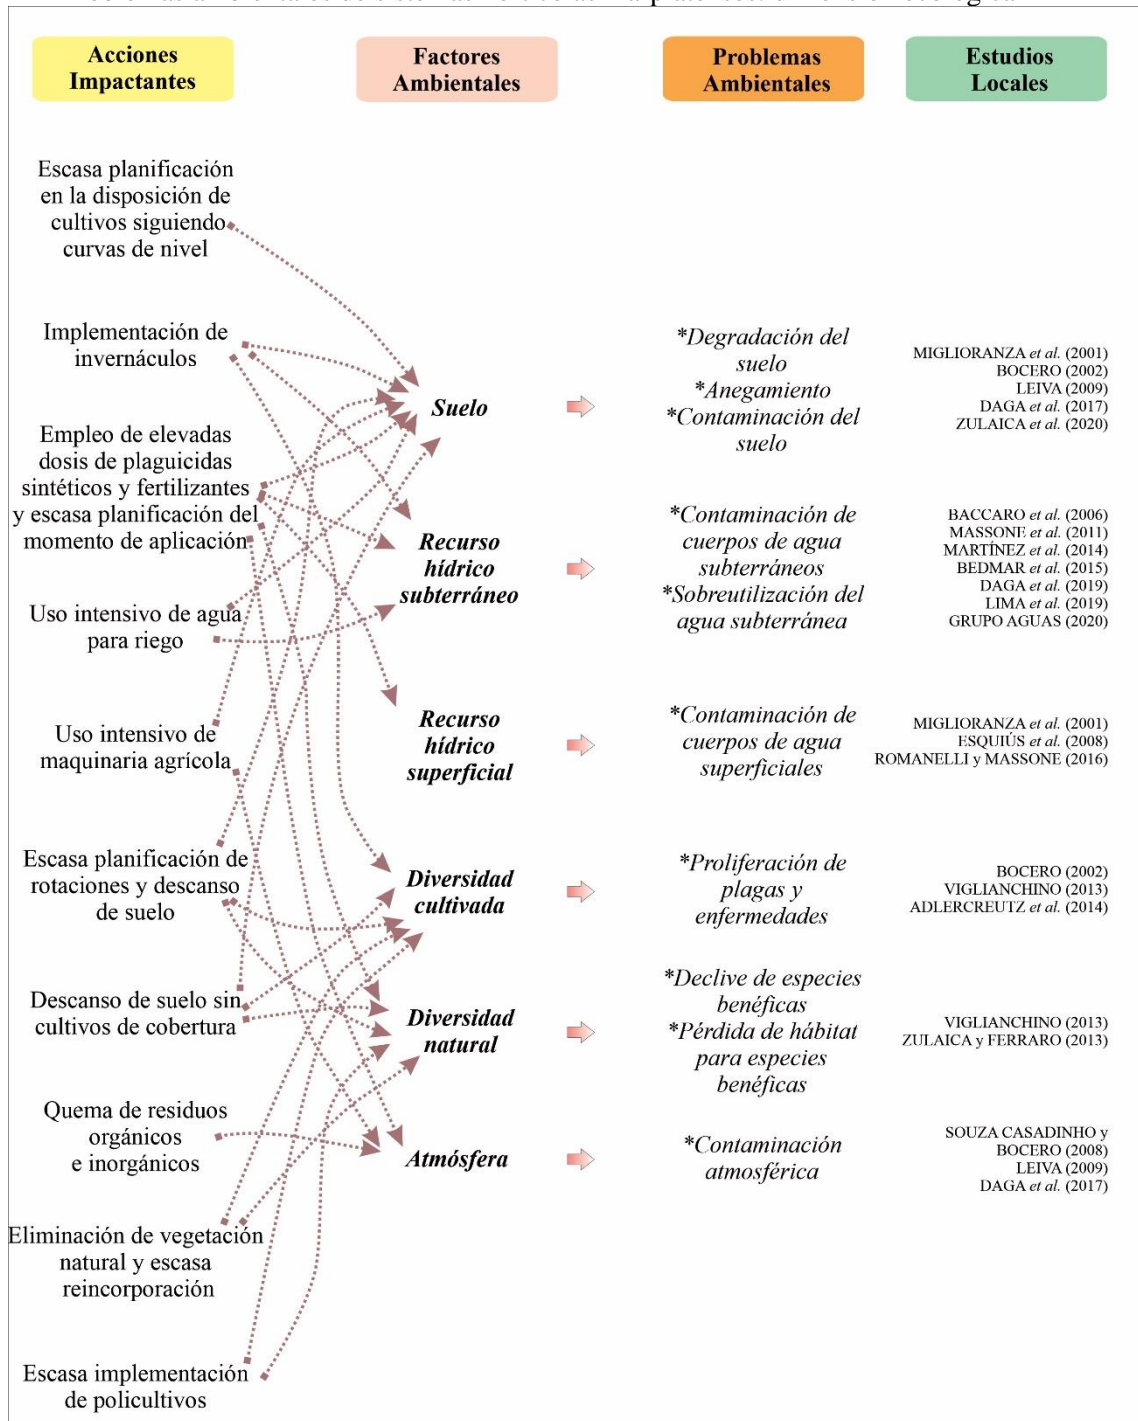 Problemas ambientales de sistemas hortícolas marplatenses: dimensión ecológica
Acciones
Impactantes
Factores
Ambientales
Problemas
Ambientales
Estudios
Locales
Escasa planificación
en la disposición de
cultivos siguiendo
curvas de nivel
Implementación de
invernáculos
Empleo de elevadas
dosis de plaguicidas
sintéticos y fertilizantes
y escasa planificación del
momento de aplicación
Uso intensivo de agua
para riego
Uso intensivo de
maquinaria agrícola
Escasa planificación de
rotaciones y descanso
de suelo
Descanso de suelo sin
cultivos de cobertura
Quema de residuos
orgánicos
e inorgánicos
Eliminación de vegetación
natural y escasa
reincorporación
Escasa implementación
de policultivos
Suelo
Recurso
hídrico
subterráneo
Recurso
hídrico
superficial
Diversidad
cultivada
Diversidad
natural
Atmósfera
*Degradación del
suelo
*Anegamiento
*Contaminación del
suelo
*Contaminación de
cuerpos de agua
subterráneos
*Sobreutilización del
agua subterránea
*Contaminación de
cuerpos de agua
superficiales
*Proliferación de
plagas y
enfermedades
*Declive de especies
benéficas
*Pérdida de hábitat
para especies
benéficas
*Contaminación
atmosférica
MIGLIORANZA et al. (2001)
BOCERO (2002)
LEIVA (2009)
DAGA et al. (2017)
ZULAICA et al. (2020)
BACCARO et al. (2006)
MASSONE et al. (2011)
MARTÍNEZ et al. (2014)
BEDMAR et al. (2015)
DAGA et al. (2019)
LIMA et al. (2019)
GRUPO AGUAS (2020)
MIGLIORANZA et al. (2001)
ESQUIÚS et al. (2008)
ROMANELLI y MASSONE (2016)
BOCERO (2002)
VIGLIANCHINO (2013)
ADLERCREUTZ et al. (2014)
VIGLIANCHINO (2013)
ZULAICA y FERRARO (2013)
SOUZA CASADINHO y
BOCERO (2008)
LEIVA (2009)
DAGA et al. (2017)